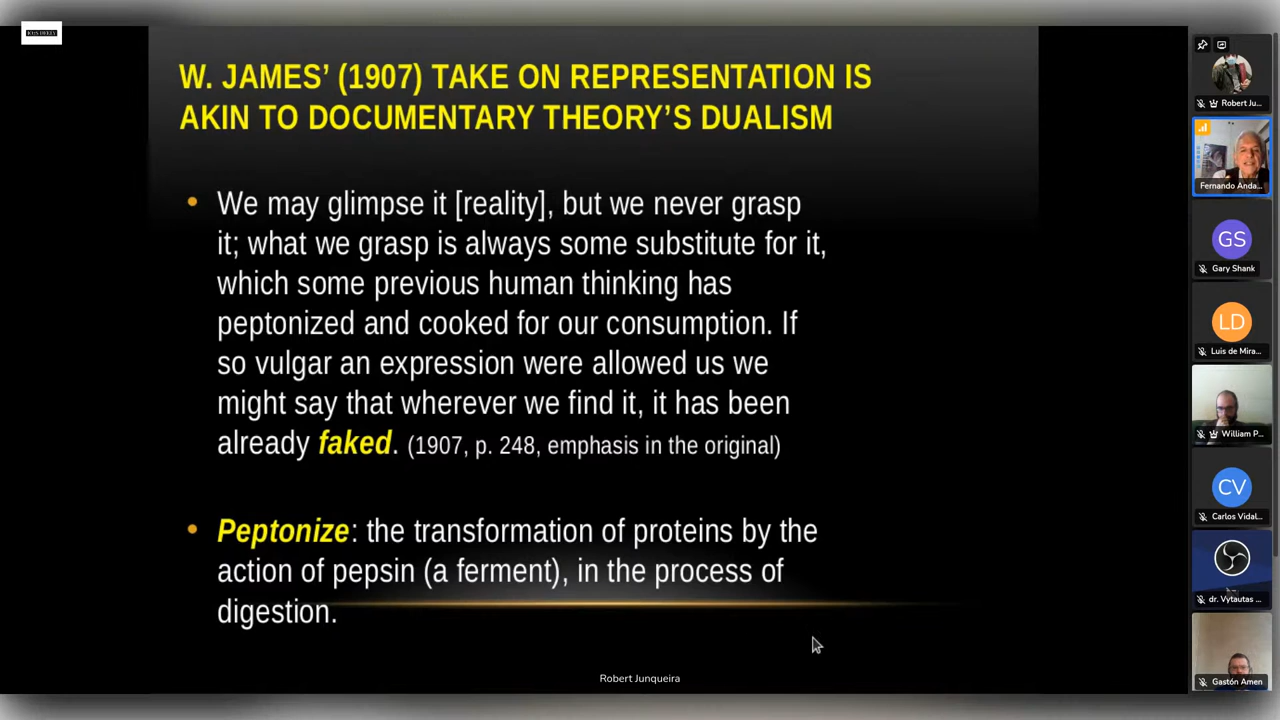 W. JAMES’ (1907) TAKE ON REPRESENTATION IS
AKIN TO DOCUMENTARY THEORY’S DUALISM
• We may glimpse it [reality], but we never grasp
it; what we grasp is always some substitute for it,
which some previous human thinking has
peptonized and cooked for our consumption. If
so vulgar an expression were allowed us we
might say that wherever we find it, it has been
already faked. (1907, p. 248, emphasis in the original)
• Peptonize: the transformation of proteins by the
action of pepsin (a ferment), in the process of
digestion.
Robert Junqueira
Robert Ju...
Fernando Anda...
GS
Gary Shank
LD
Luis de Mira...
William P...
CV
Carlos Vidal...
dr. Vytautas ...
Gastón Amen